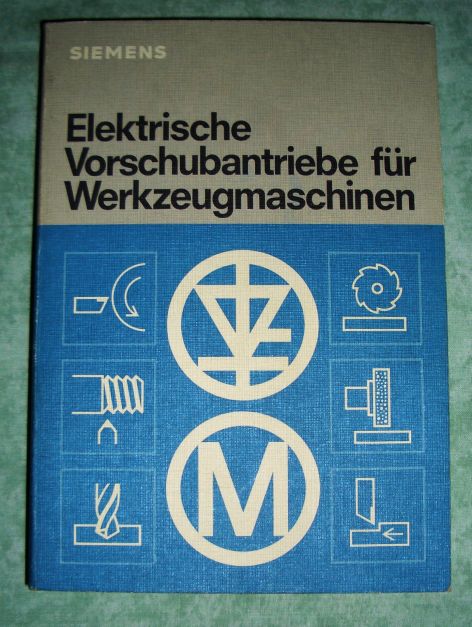 SIEMENS
Elektrische
Vorschubantriebe für
Werkzeugmaschinen
M